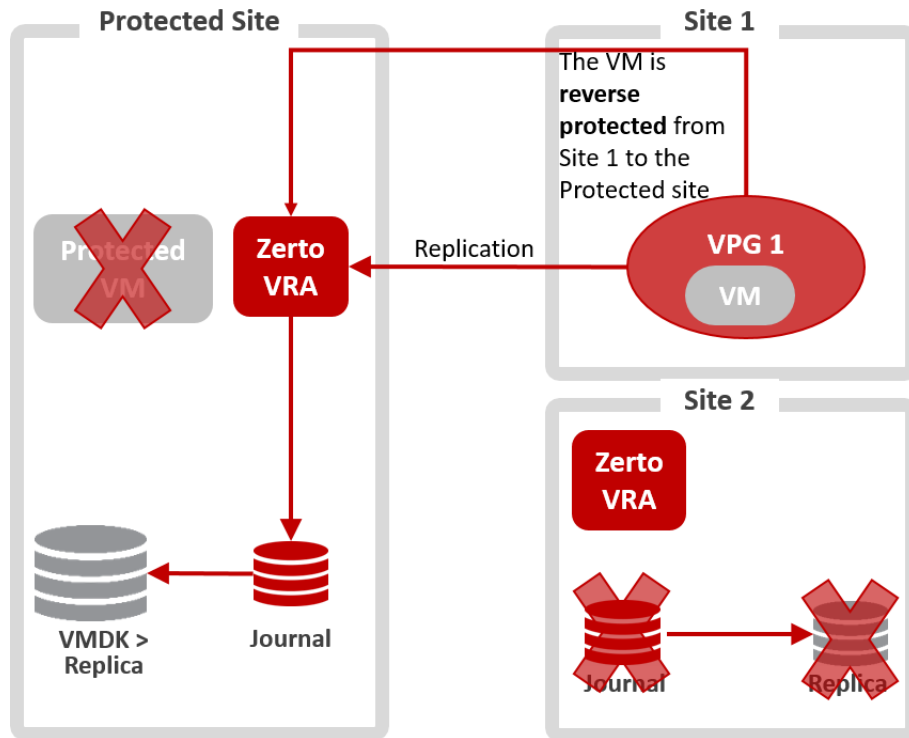 Protected Site
Protected
VM
Zerto
VRA
VMDK >
Replica
Journal
Replication
Site 1
The VM is
reverse
protected from
Site 1 to the
Protected site
VPG 1
VM
Site 2
Zerto
VRA
Journal
Replica